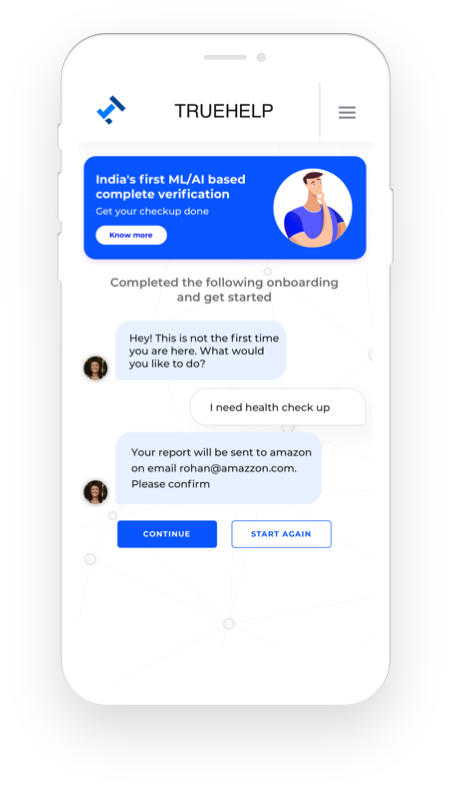 TRUEHELP
India's first ML/AI based
complete verification
Get your checkup done
Know more
Completed the following onboarding
and get started
Hey! This is not the first time
you are here. What would
you like to do?
I need health check up
Your report will be sent to amazon
on email rohan@amazzon.com.
Please confirm
CONTINUE
START AGAIN